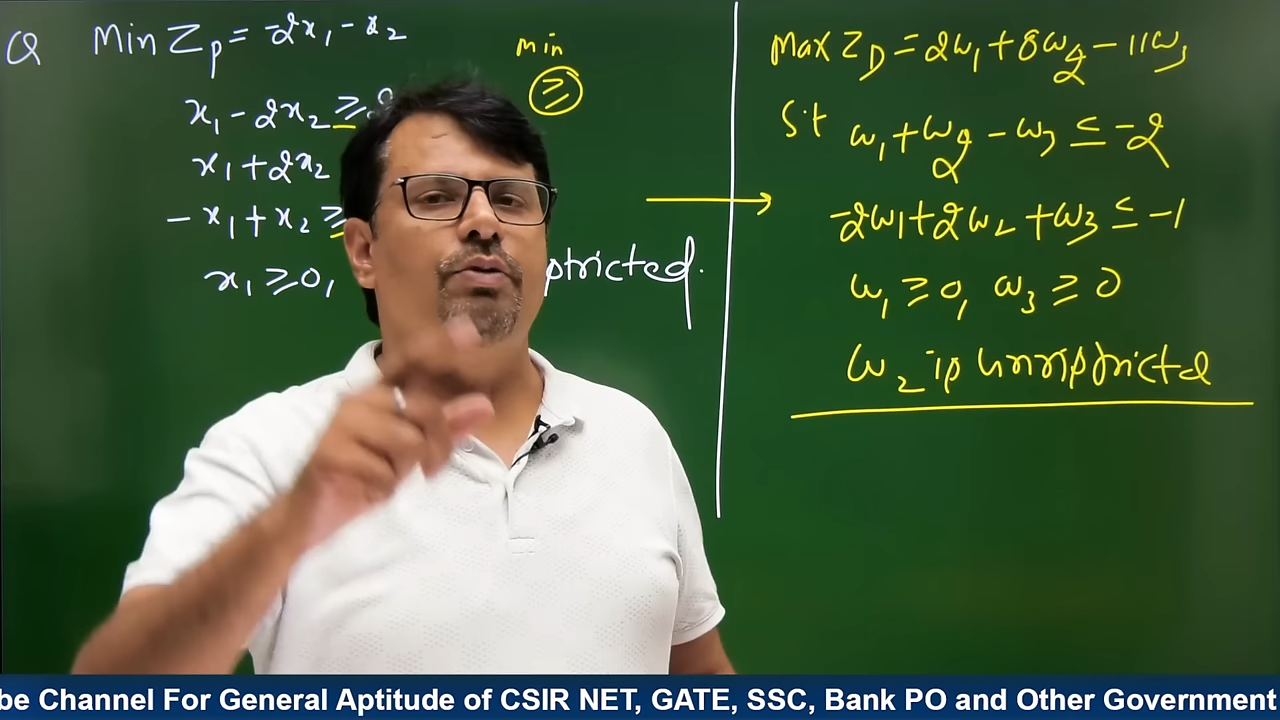 Q Min Zp = -2x₁ - x₂
x₁ - 2x₂ ≥
x₁ + 2x₂
- x₁ + x₂ ≥
x₁ ≥ 0,
stricted.
min
≥
Max Z_D = 2w₁ + 8w₂ - 11w₃
St w₁ + w₂ - w₃ ≤ -2
-2w₁ + 2w₂ + w₃ ≤ -1
w₁ ≥ 0, w₃ ≥ 0
w₂ is unrestricted
be Channel For General Aptitude of CSIR NET, GATE, SSC, Bank PO and Other Government